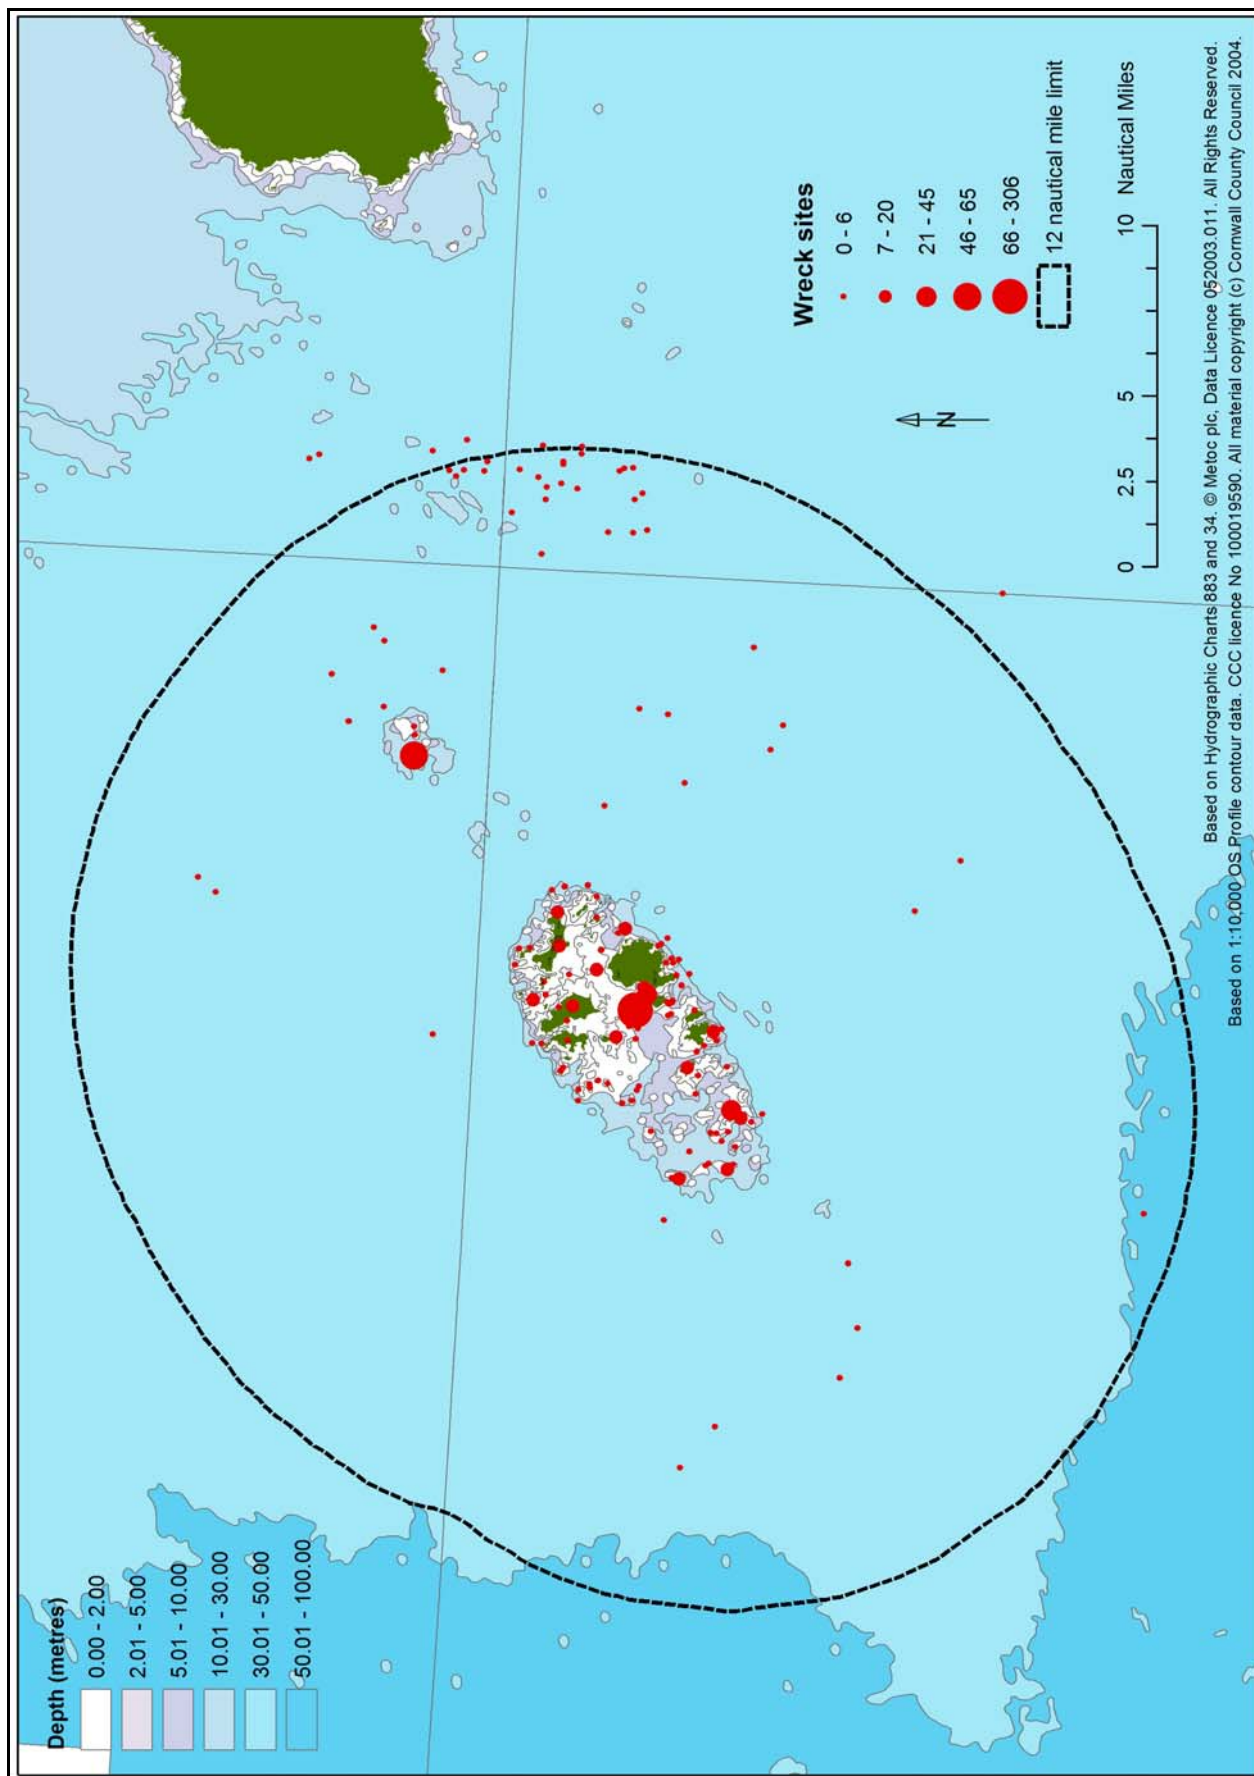 Depth (metres)
0.00 - 2.00
2.01 - 5.00
5.01 - 10.00
10.01 - 30.00
30.01 - 50.00
50.01 - 100.00
Wreck sites
0 - 6
7 - 20
21 - 45
46 - 65
66 - 306
12 nautical mile limit
N
0 2.5 5 10 Nautical Miles
Based on Hydrographic Charts 883 and 34. © Metoc plc, Data Licence 052003.011. All Rights Reserved.
Based on 1:10,000 OS Profile contour data. CCC licence No 100019590. All material copyright (c) Cornwall County Council 2004.